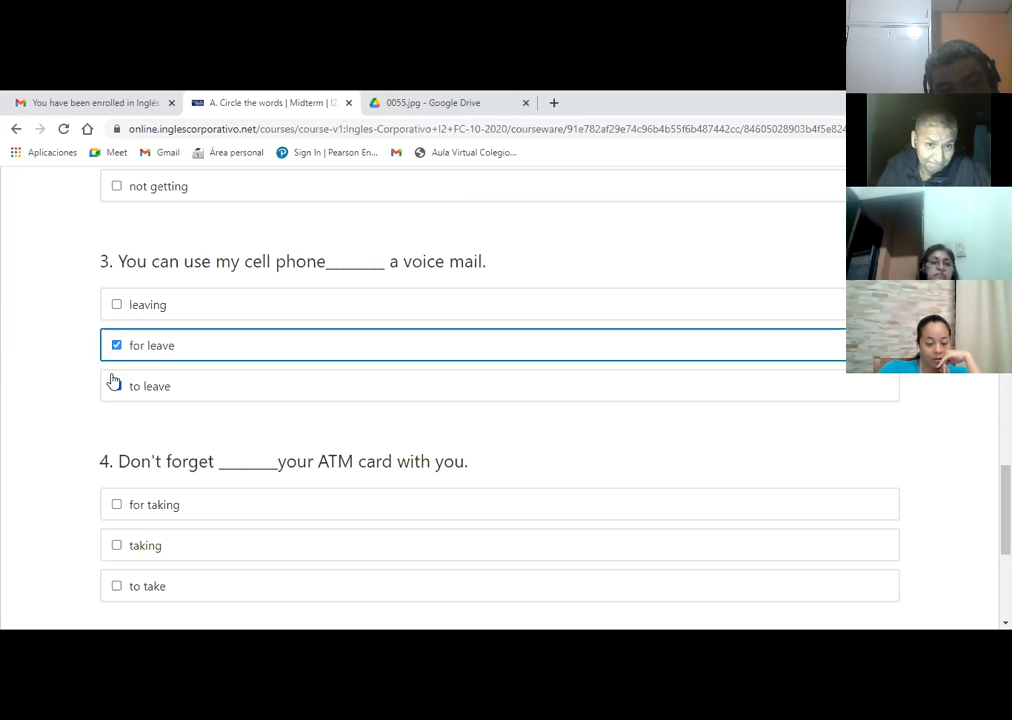 You have been enrolled in Inglés
A. Circle the words | Midterm | I2
0055.jpg - Google Drive
online.inglescorporativo.net/courses/course-v1:Ingles-Corporativo+I2+FC-10-2020/courseware/91e782af29e74c96b4b55f6b487442cc/84605028903b4f5e824
Aplicaciones
Meet
Gmail
Área personal
Sign In | Pearson En...
Aula Virtual Colegio...
not getting
3. You can use my cell phone________ a voice mail.
leaving
for leave
to leave
4. Don't forget _______your ATM card with you.
for taking
taking
to take